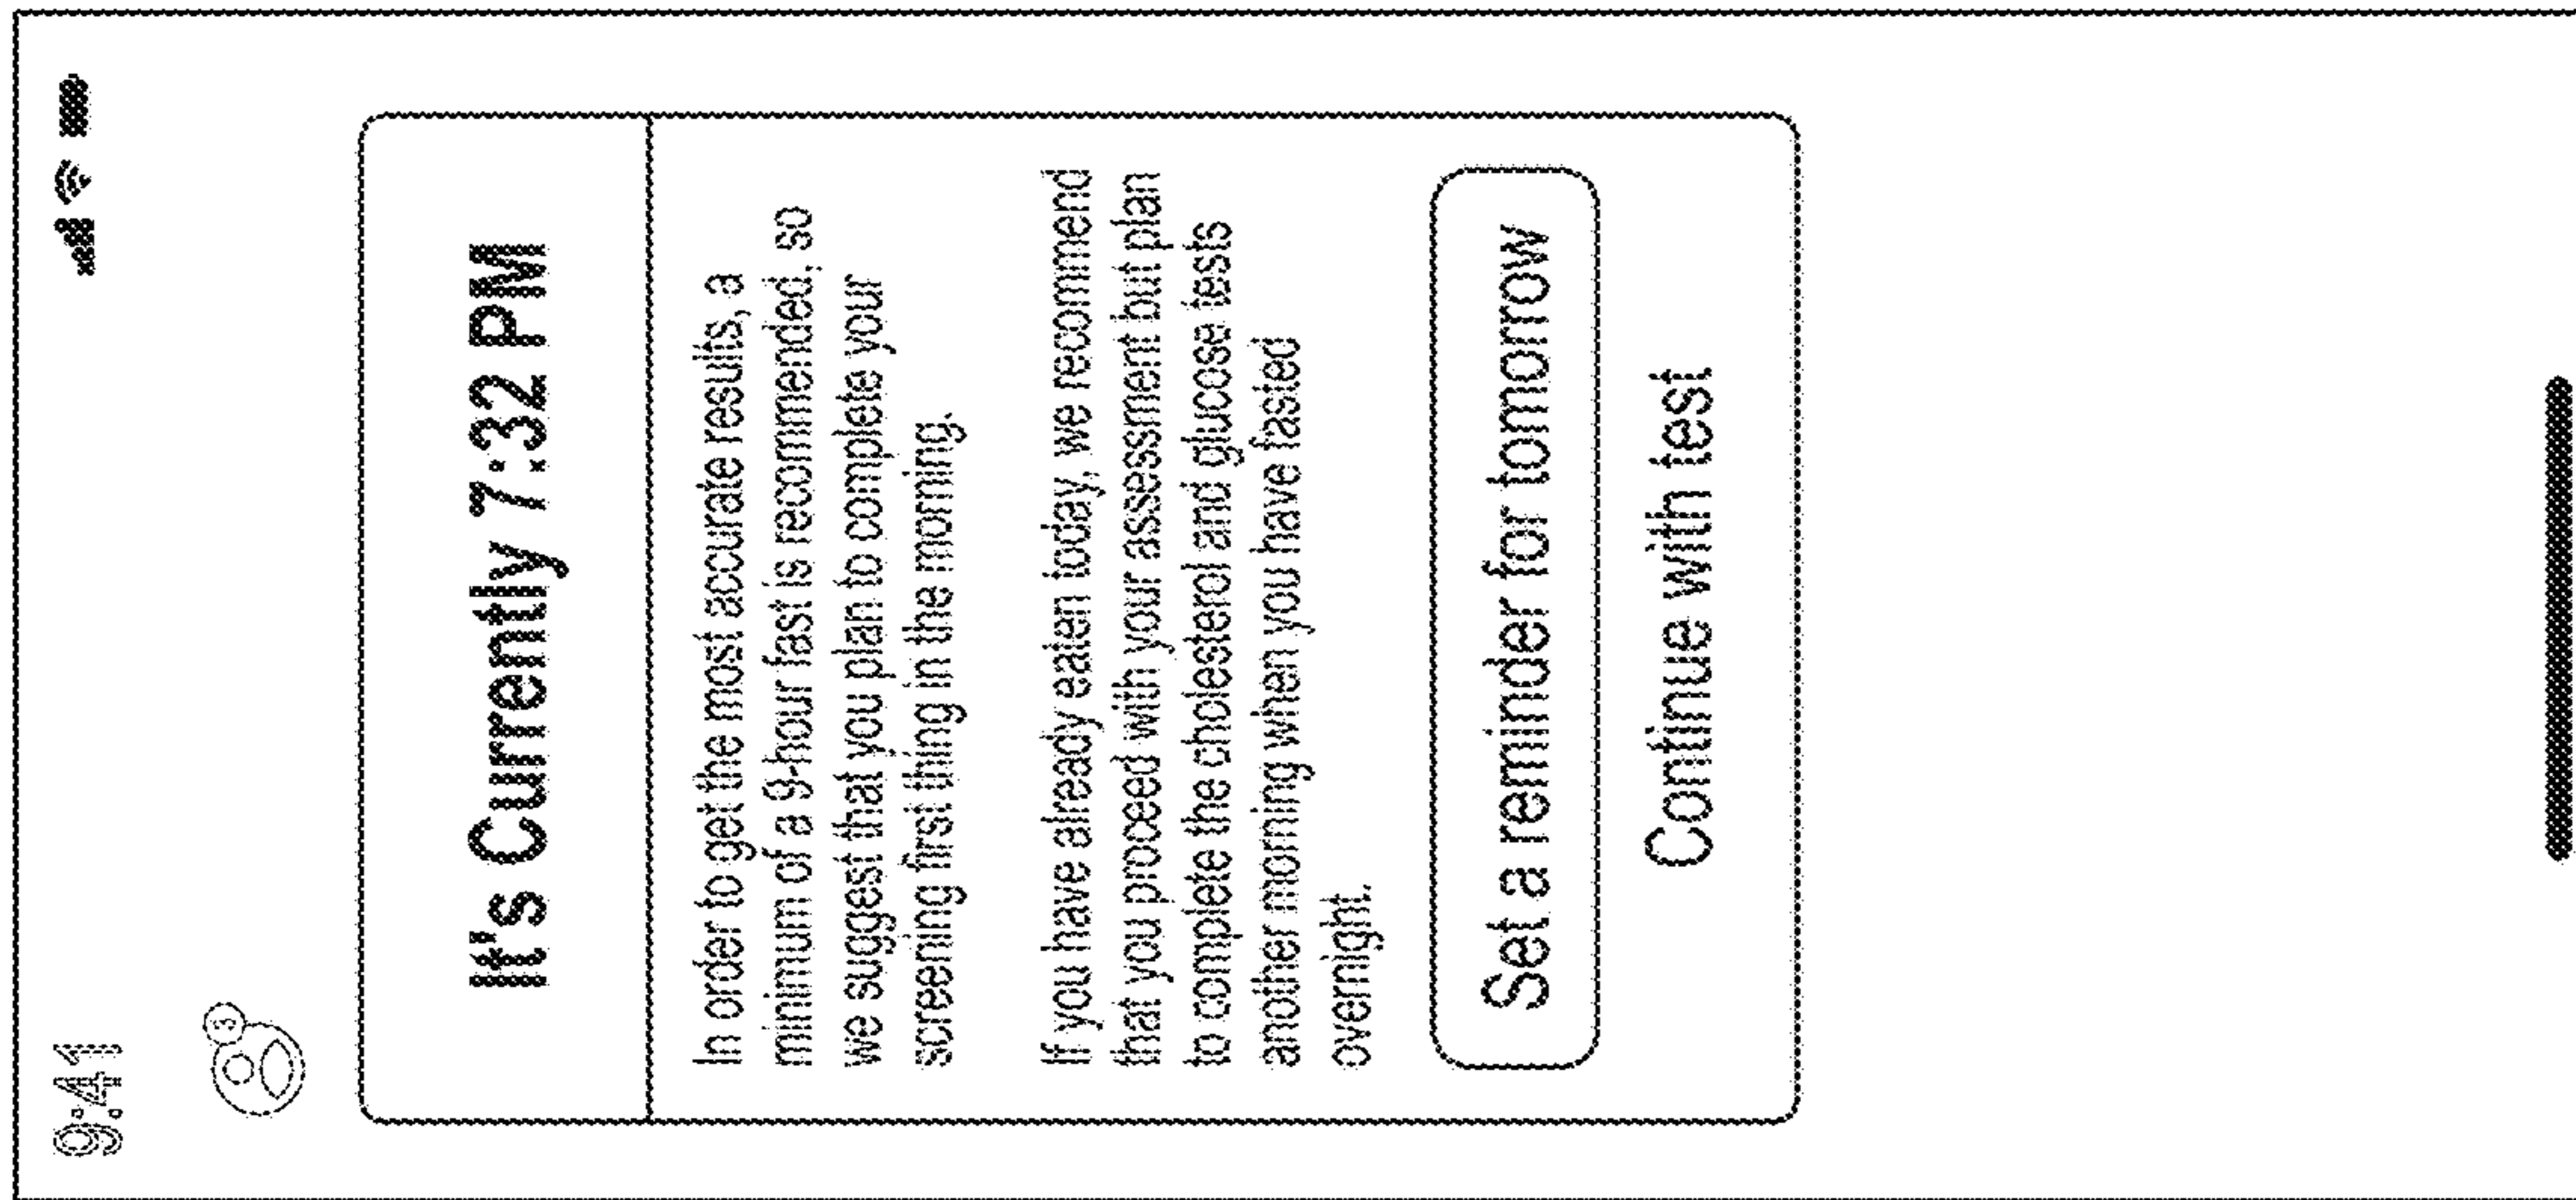 9:41
3
It's Currently 7:32 PM
In order to get the most accurate results, a
minimum of a 9-hour fast is recommended, so
we suggest that you plan to complete your
screening first thing in the morning.
If you have already eaten today, we recommend
that you proceed with your assessment but plan
to complete the cholesterol and glucose tests
another morning when you have fasted
overnight.
Set a reminder for tomorrow
Continue with test